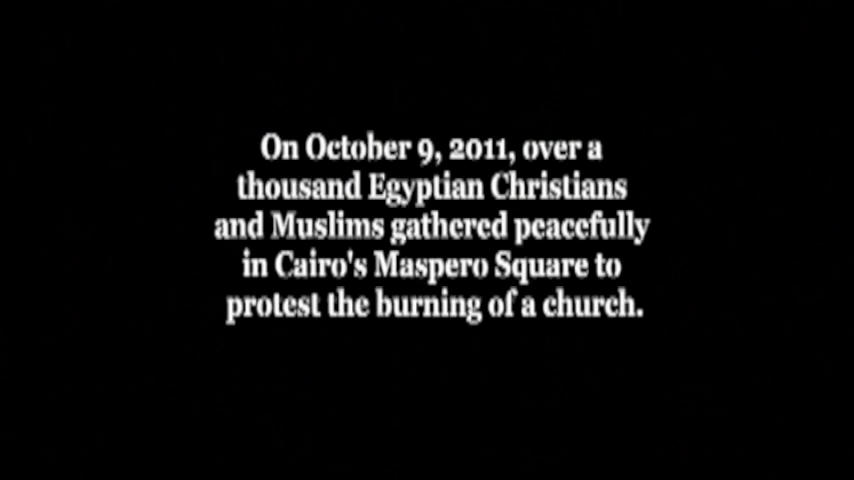 On October 9, 2011, over a
thousand Egyptian Christians
and Muslims gathered peacefully
in Cairo's Maspero Square to
protest the burning of a church.